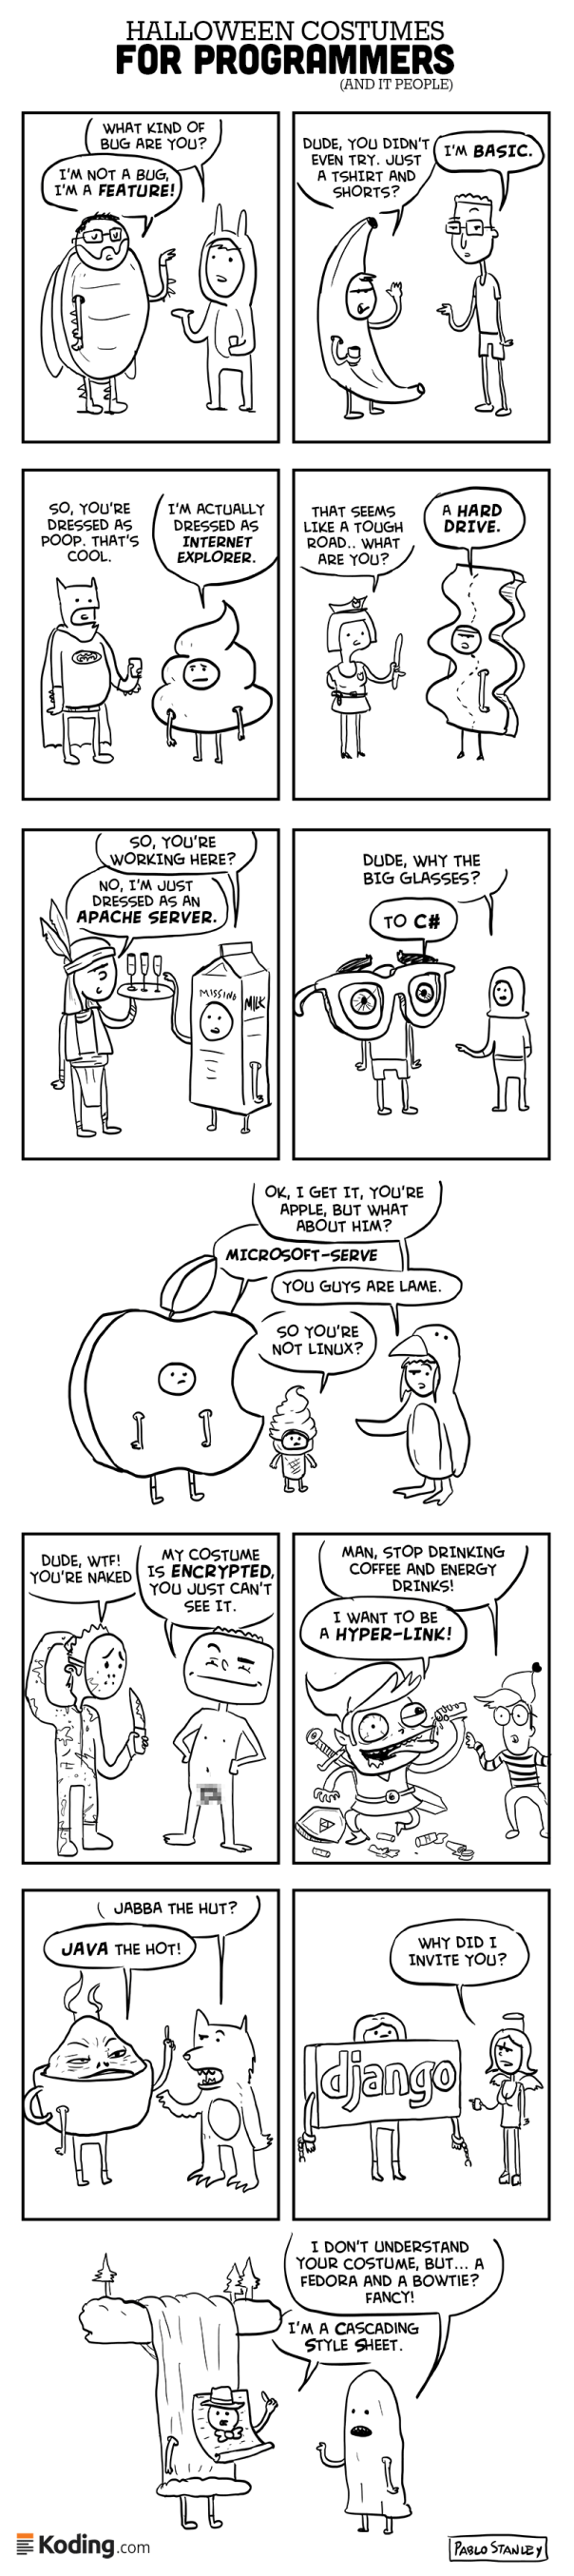 HALLOWEEN COSTUMES
FOR PROGRAMMERS
(AND IT PEOPLE)
WHAT KIND OF
BUG ARE YOU?
I'M NOT A BUG,
I'M A FEATURE!
DUDE, YOU DIDN'T
EVEN TRY. JUST
A TSHIRT AND
SHORTS?
I'M BASIC.
SO, YOU'RE
DRESSED AS
POOP. THAT'S
COOL.
I'M ACTUALLY
DRESSED AS
INTERNET
EXPLORER.
THAT SEEMS
LIKE A TOUGH
ROAD.. WHAT
ARE YOU?
A HARD
DRIVE.
SO, YOU'RE
WORKING HERE?
NO, I'M JUST
DRESSED AS AN
APACHE SERVER.
MISSING
MILK
DUDE, WHY THE
BIG GLASSES?
TO C#
OK, I GET IT, YOU'RE
APPLE, BUT WHAT
ABOUT HIM?
MICROSOFT-SERVE
YOU GUYS ARE LAME.
SO YOU'RE
NOT LINUX?
DUDE, WTF!
YOU'RE NAKED
MY COSTUME
IS ENCRYPTED,
YOU JUST CAN'T
SEE IT.
MAN, STOP DRINKING
COFFEE AND ENERGY
DRINKS!
I WANT TO BE
A HYPER-LINK!
JABBA THE HUT?
JAVA THE HOT!
WHY DID I
INVITE YOU?
django
I DON'T UNDERSTAND
YOUR COSTUME, BUT... A
FEDORA AND A BOWTIE?
FANCY!
I'M A CASCADING
STYLE SHEET.
Koding.com
PABLO STANLEY